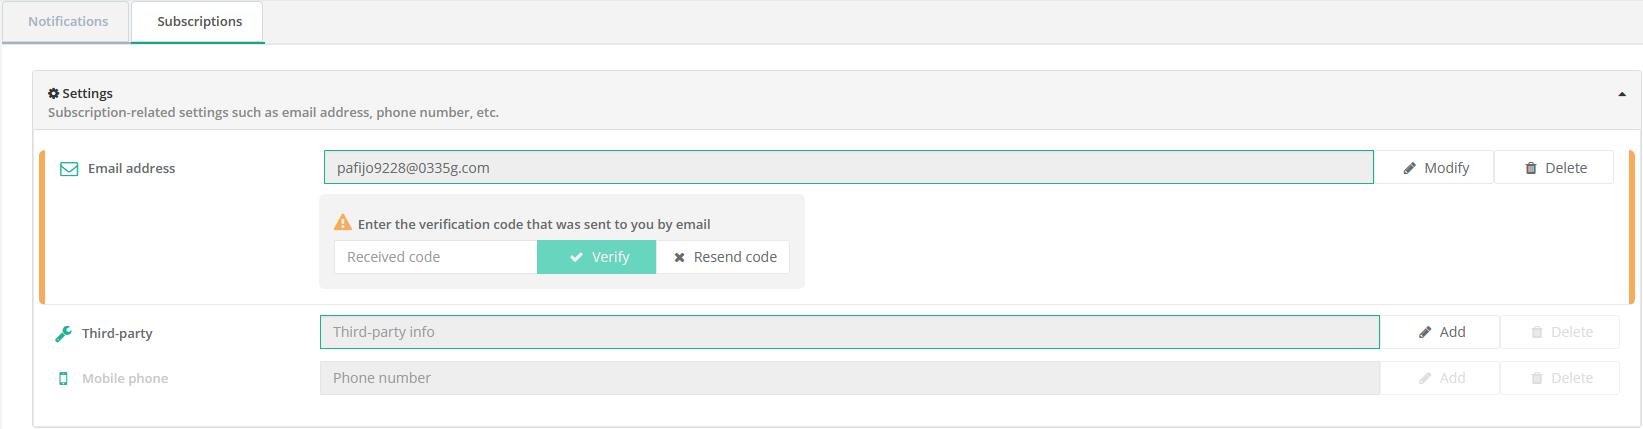 Notifications Subscriptions
Settings
Subscription-related settings such as email address, phone number, etc.
Email address pafijo9228@0335g.com Modify Delete
Enter the verification code that was sent to you by email
Received code Verify Resend code
Third-party Third-party info Add Delete
Mobile phone Phone number Add Delete